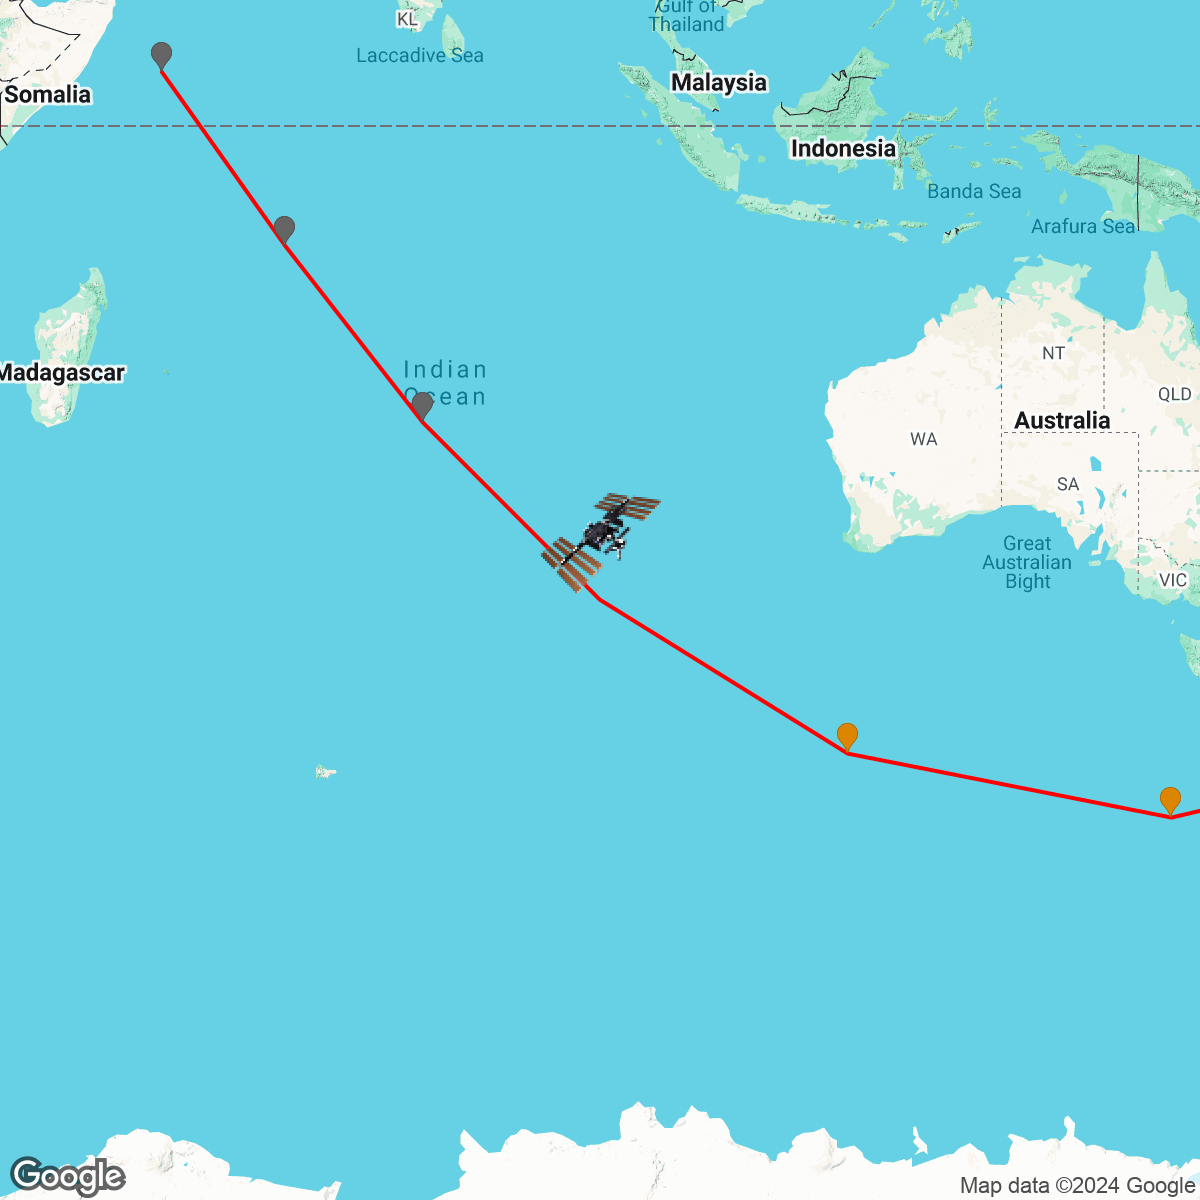 KL
Gulf of
Thailand
Laccadive Sea
Malaysia
Somalia
Indonesia
Banda Sea
Arafura Sea
Indian
Ocean
NT
Madagascar
QLD
Australia
WA
SA
Great
Australian
Bight
VIC
Google
Map data ©2024 Google